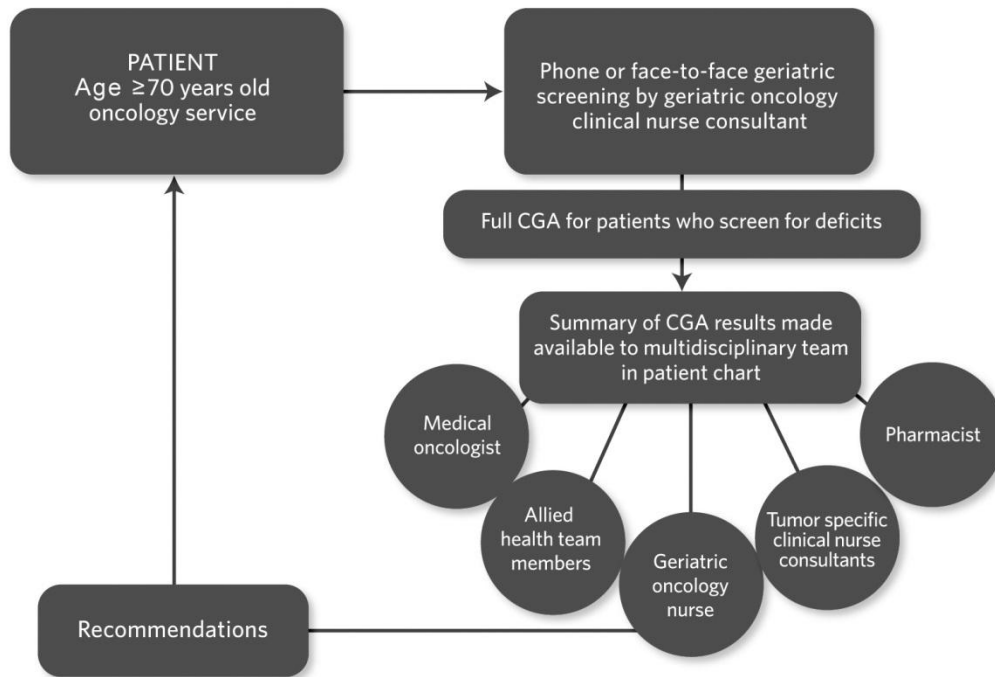 PATIENT
Age ≥70 years old
oncology service
Phone or face-to-face geriatric
screening by geriatric oncology
clinical nurse consultant
Full CGA for patients who screen for deficits
Summary of CGA results made
available to multidisciplinary team
in patient chart
Medical
oncologist
Allied
health team
members
Geriatric
oncology
nurse
Tumor specific
clinical nurse
consultants
Pharmacist
Recommendations